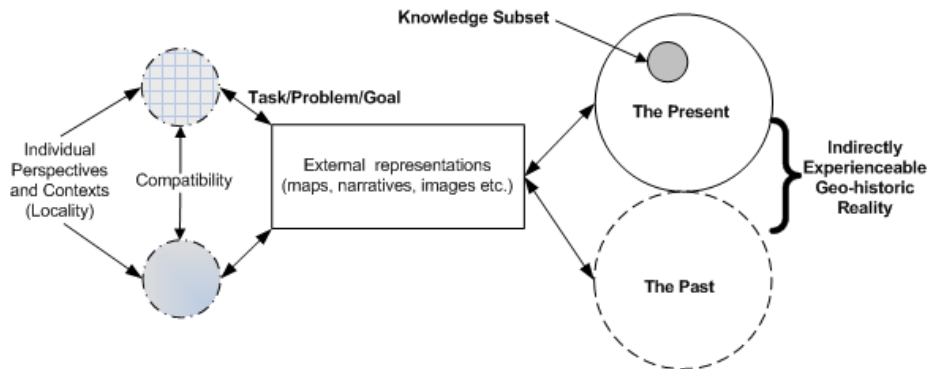 Knowledge Subset
Task/Problem/Goal
Individual
Perspectives
and Contexts
(Locality)
Compatibility
External representations
(maps, narratives, images etc.)
The Present
The Past
Indirectly
Experienceable
Geo-historic
Reality